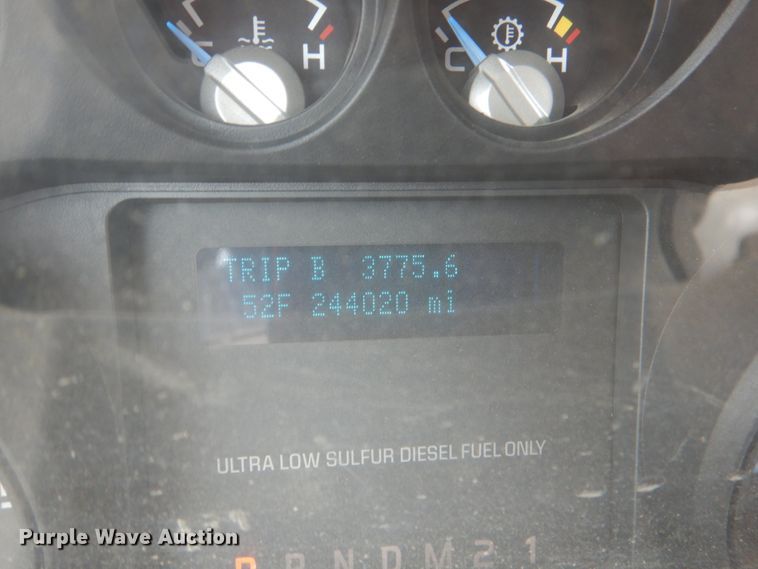 C H
C H
TRIP B 3775.6
52F 244020 mi
ULTRA LOW SULFUR DIESEL FUEL ONLY
P R N D M 2 1
Purple Wave Auction